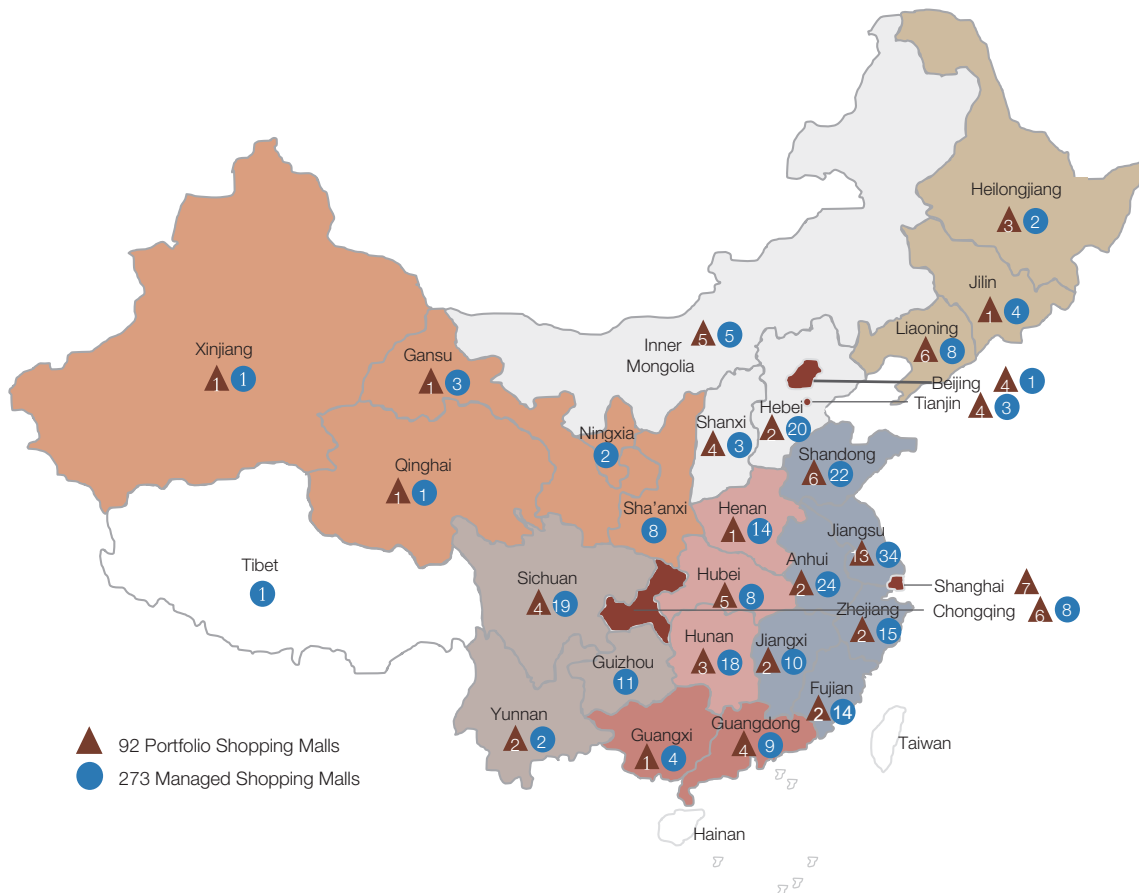 Heilongjiang
3 2
Jilin
1 4
Liaoning
6 8
Inner
Mongolia
5 5
Xinjiang
1 1
Gansu
1 3
Beijing
4 1
Tianjin
4 3
Hebei
2 20
Shanxi
4 3
Ningxia
2
Shandong
6 22
Qinghai
1 1
Sha'anxi
8
Henan
1 14
Jiangsu
13 34
Anhui
2 24
Tibet
1
Sichuan
4 19
Hubei
5 8
Shanghai
7
Chongqing
6 8
Zhejiang
2 15
Hunan
3 18
Jiangxi
2 10
Guizhou
11
Fujian
2 14
Yunnan
2 2
Guangxi
1 4
Guangdong
4 9
Taiwan
Hainan
92 Portfolio Shopping Malls
273 Managed Shopping Malls